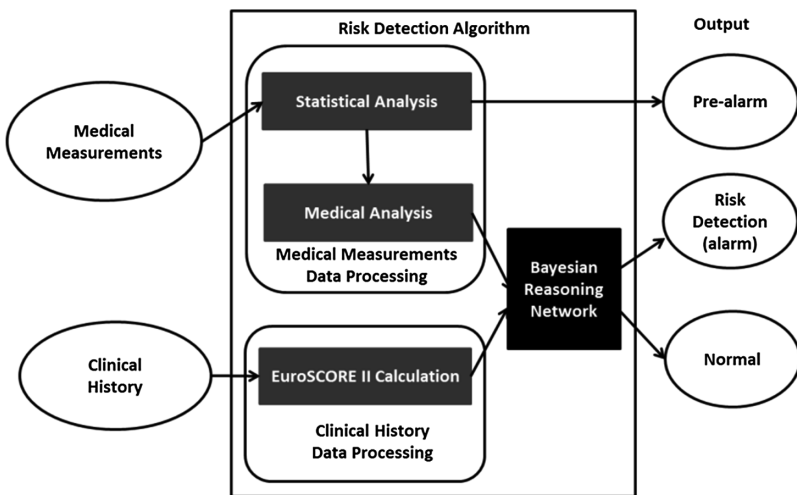 Risk Detection Algorithm
Output
Statistical Analysis
Pre-alarm
Medical
Measurements
Medical Analysis
Risk
Detection
(alarm)
Medical Measurements
Data Processing
Bayesian
Reasoning
Network
Clinical
History
EuroSCORE II Calculation
Normal
Clinical History
Data Processing